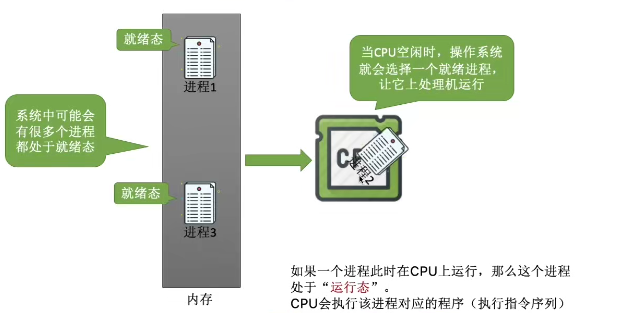 就绪态
进程1
系统中可能会
有很多个进程
都处于就绪态
就绪态
进程3
内存
当CPU空闲时，操作系统
就会选择一个就绪进程，
让它上处理机运行
CPU
进程2
如果一个进程此时在CPU上运行，那么这个进程
处于“运行态”。
CPU会执行该进程对应的程序（执行指令序列）